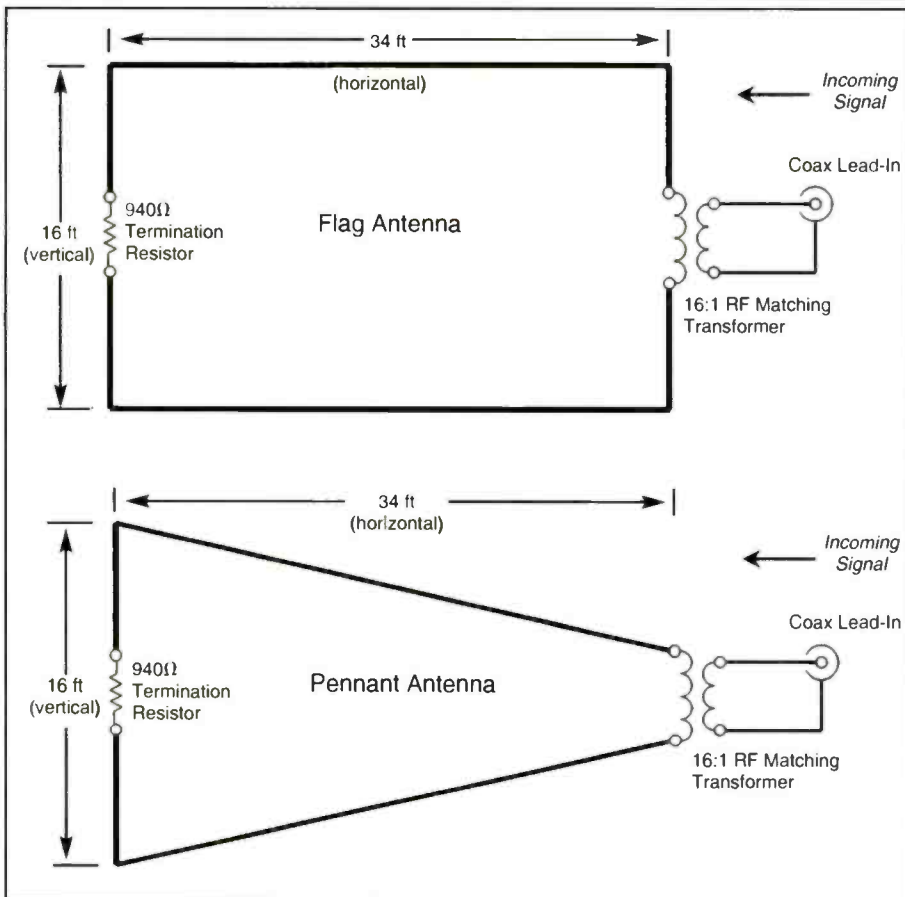 34 ft
(horizontal)
Incoming
Signal
Coax Lead-In
940Ω
Termination
Resistor
16 ft
(vertical)
Flag Antenna
16:1 RF Matching
Transformer
34 ft
(horizontal)
Incoming
Signal
Coax Lead-In
940Ω
Termination
Resistor
16 ft
(vertical)
Pennant Antenna
16:1 RF Matching
Transformer